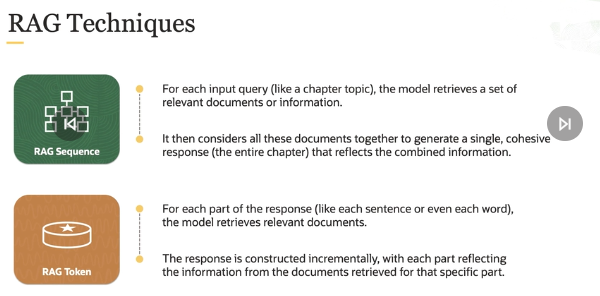 RAG Techniques
For each input query (like a chapter topic), the model retrieves a set of
relevant documents or information.
It then considers all these documents together to generate a single, cohesive
response (the entire chapter) that reflects the combined information.
RAG Sequence
For each part of the response (like each sentence or even each word),
the model retrieves relevant documents.
The response is constructed incrementally, with each part reflecting
the information from the documents retrieved for that specific part.
RAG Token